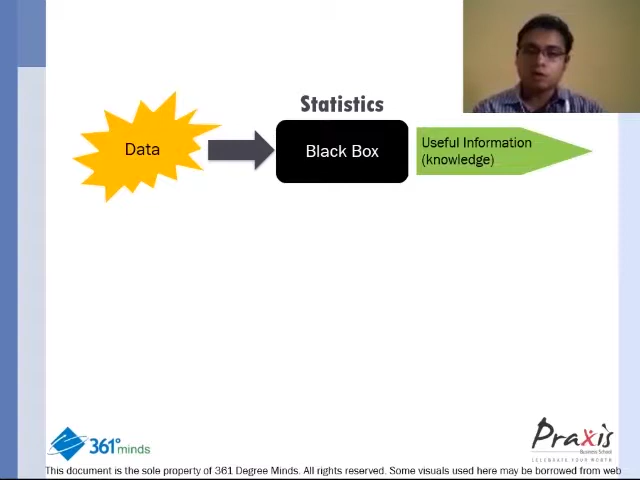 Statistics
Data
Black Box
Useful Information
(knowledge)
361° minds
Praxis
Business School
CELEBRATE YOUR WORTH
This document is the sole property of 361 Degree Minds. All rights reserved. Some visuals used here may be borrowed from web